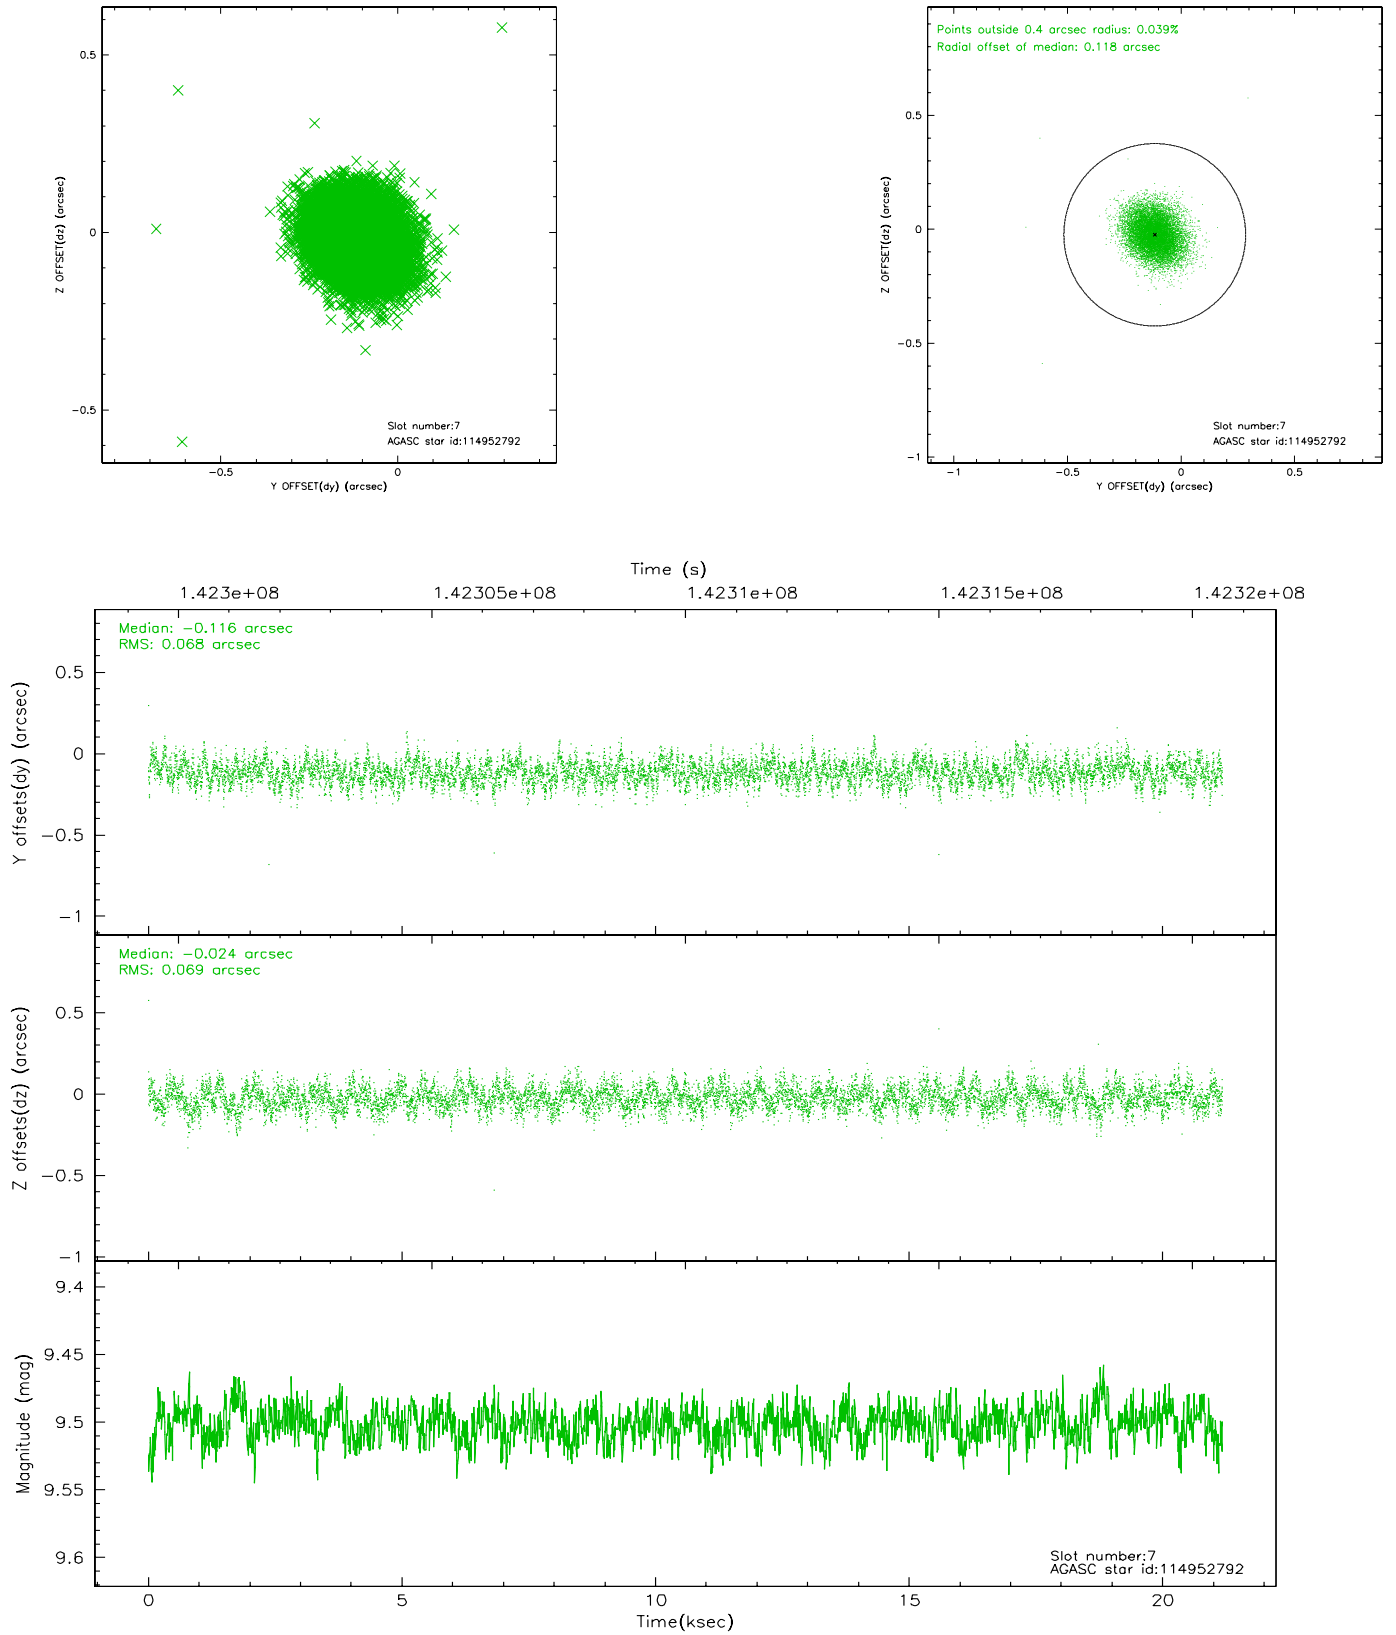 0.5
0
-0.5
Z OFFSET(dz) (arcsec)
Slot number:7
AGASC star id:114952792
-0.5
0
Y OFFSET(dy) (arcsec)
Points outside 0.4 arcsec radius: 0.039%
Radial offset of median: 0.118 arcsec
0.5
0
-0.5
-1
Z OFFSET(dz) (arcsec)
Slot number:7
AGASC star id:114952792
-1
-0.5
0
0.5
Y OFFSET(dy) (arcsec)
Time (s)
1.423e+08
1.42305e+08
1.4231e+08
1.42315e+08
1.4232e+08
Median: -0.116 arcsec
RMS: 0.068 arcsec
0.5
0
-0.5
-1
Y offsets(dy) (arcsec)
Median: -0.024 arcsec
RMS: 0.069 arcsec
0.5
0
-0.5
-1
Z offsets(dz) (arcsec)
9.4
9.45
9.5
9.55
9.6
Magnitude (mag)
Slot number:7
AGASC star id:114952792
0
5
10
15
20
Time(ksec)